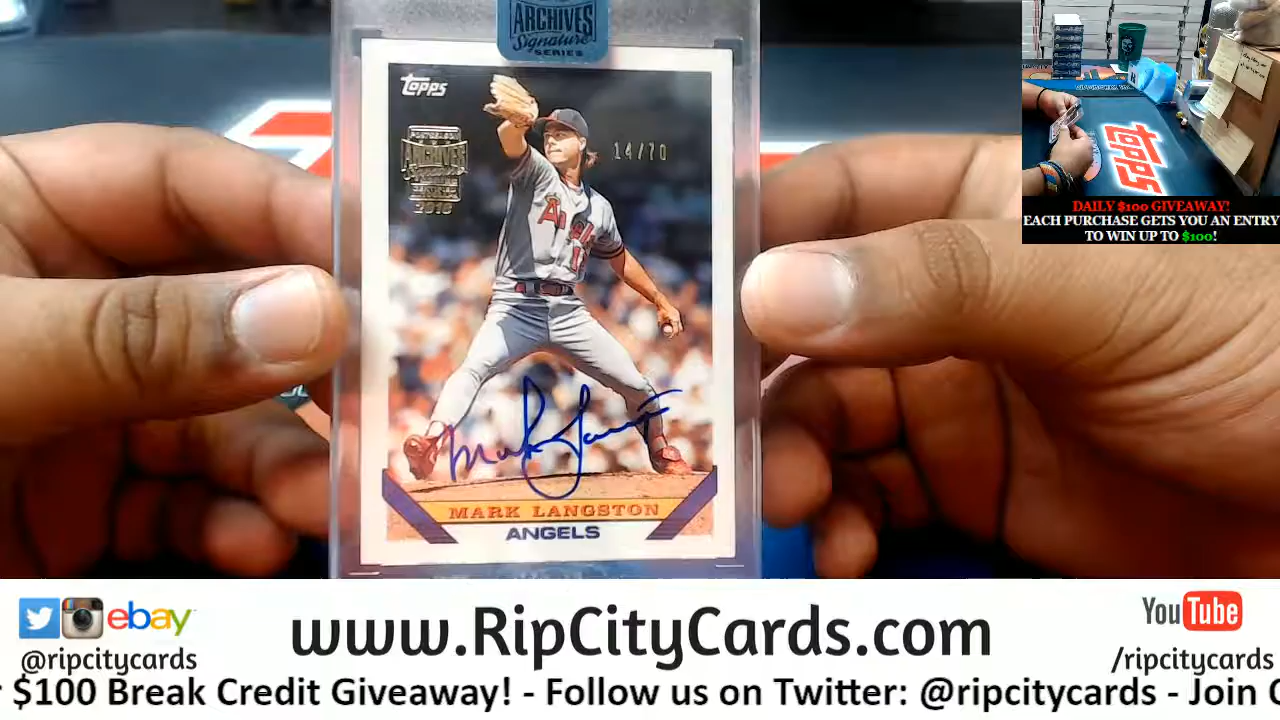 ARCHIVES
Signature
SERIES
Topps
ARCHIVES
14/70
Angels
MARK LANGSTON
ANGELS
Topps
DAILY $100 GIVEAWAY!
EACH PURCHASE GETS YOU AN ENTRY
TO WIN UP TO $100!
ebay
@ripcitycards
www.RipCityCards.com
YouTube
/ripcitycards
$100 Break Credit Giveaway! - Follow us on Twitter: @ripcitycards - Join